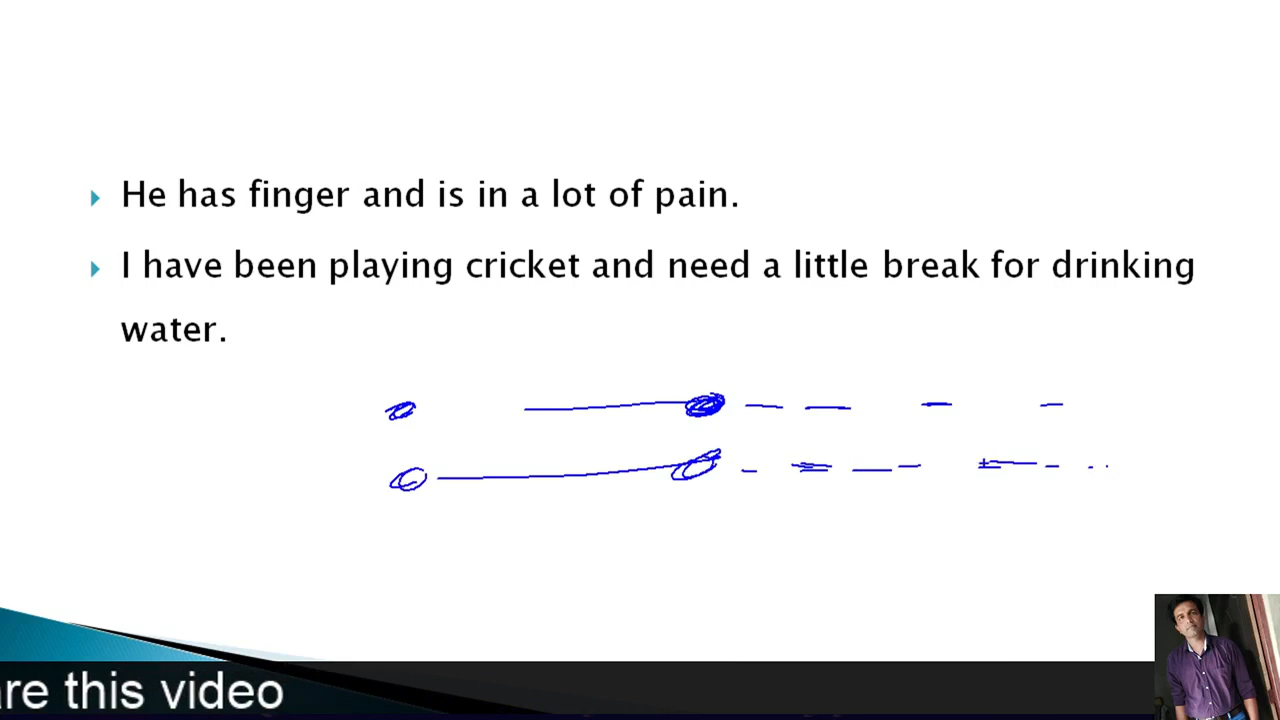 He has finger and is in a lot of pain.
I have been playing cricket and need a little break for drinking
water.
re this video